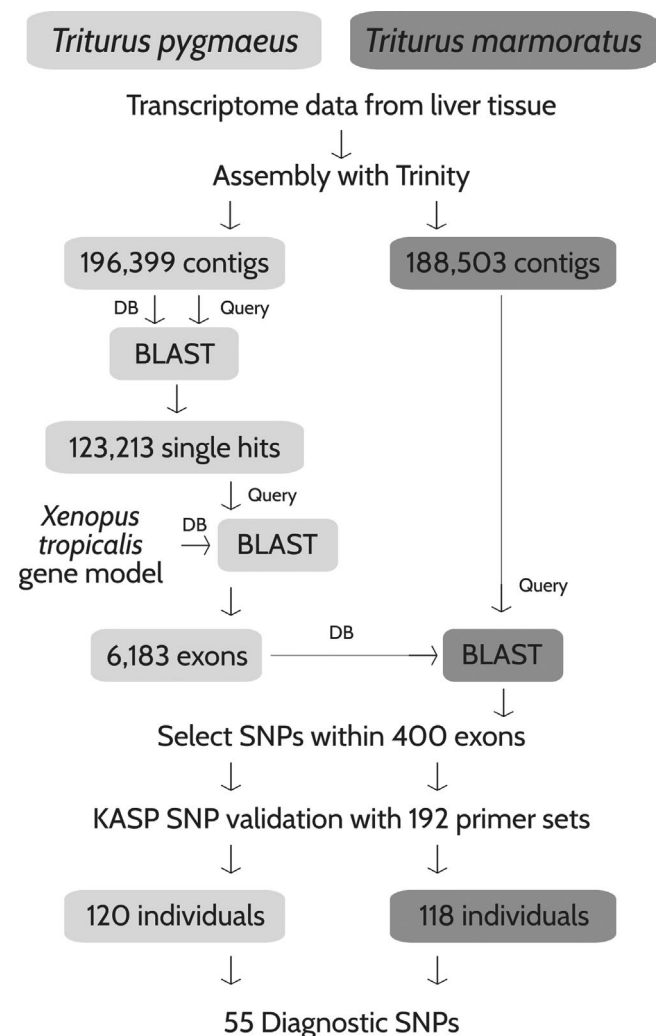 Triturus pygmaeus
Triturus marmoratus
Transcriptome data from liver tissue
Assembly with Trinity
196,399 contigs
188,503 contigs
DB
Query
BLAST
123,213 single hits
Query
Xenopus
tropicalis
gene model
DB
BLAST
Query
6,183 exons
DB
BLAST
Select SNPs within 400 exons
KASP SNP validation with 192 primer sets
120 individuals
118 individuals
55 Diagnostic SNPs